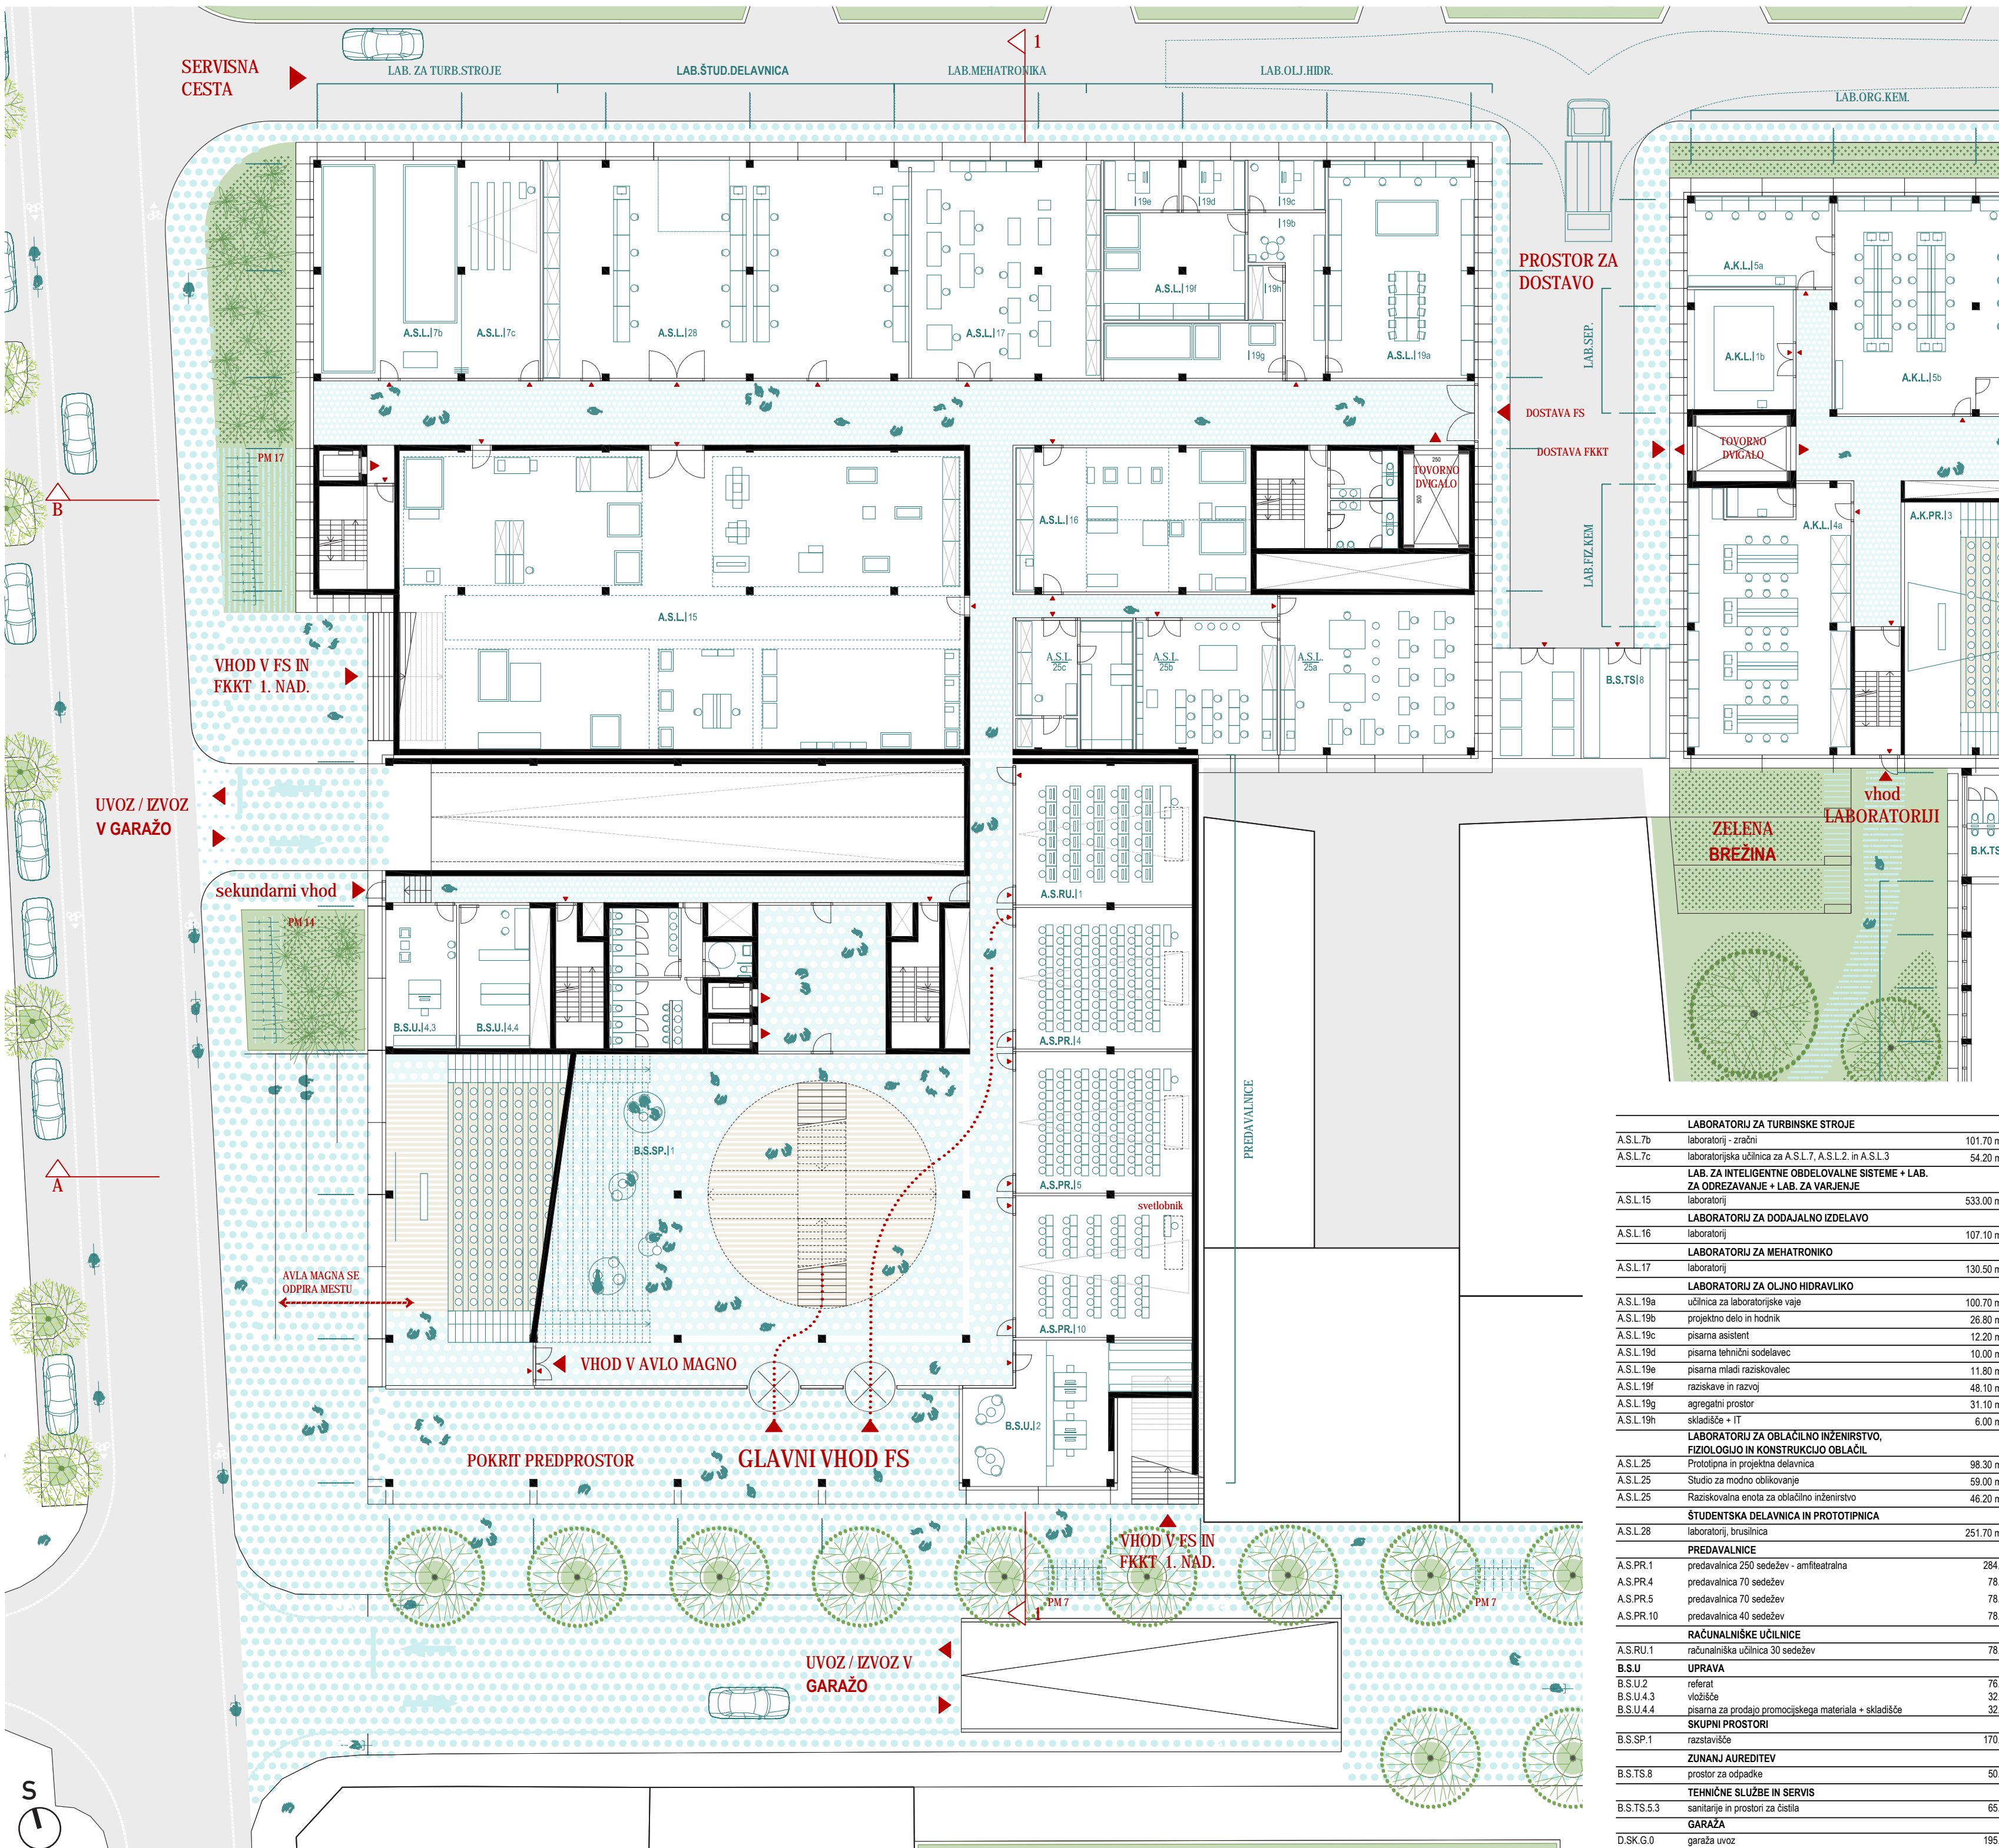 1
SERVISNA
CESTA
LAB. ZA TURB.STROJE
LAB.ŠTUD.DELAVNICA
LAB.MEHATRONIKA
LAB.OLJ.HIDR.
LAB.ORG.KEM.
19e
19d
19c
19b
A.S.L.|19f
19h
19g
A.S.L.|7b
A.S.L.|7c
A.S.L.|28
A.S.L.|17
A.S.L.|19a
PROSTOR ZA
DOSTAVO
A.K.L.|5a
LAB.SEP.
A.K.L.|1b
A.K.L.|5b
DOSTAVA FS
DOSTAVA FKKT
TOVORNO
DVIGALO
PM 17
250
TOVORNO
DVIGALO
500
B
A.S.L.|16
A.K.L.|4a
A.K.PR.|3
LAB.FIZ.KEM
A.S.L.|15
VHOD V FS IN
FKKT 1. NAD.
A.S.L.
25c
A.S.L.
25b
A.S.L.
25a
B.S.TS|8
UVOZ / IZVOZ
V GARAŽO
vhod
LABORATORIJI
ZELENA
BREŽINA
B.K.TS
sekundarni vhod
A.S.RU.|1
PM 14
B.S.U.|4,3
B.S.U.|4,4
A.S.PR.|4
PREDAVALNICE
B.S.SP.|1
A.S.PR.|5
svetlobnik
A
AVLA MAGNA SE
ODPIRA MESTU
A.S.PR.|10
VHOD V AVLO MAGNO
B.S.U.|2
POKRIT PREDPROSTOR
GLAVNI VHOD FS
VHOD V FS IN
FKKT 1. NAD.
PM 7
PM 7
1
UVOZ / IZVOZ V
GARAŽO
S
LABORATORIJ ZA TURBINSKE STROJE
A.S.L.7b laboratorij - zračni 101.70 m
A.S.L.7c laboratorijska učilnica za A.S.L.7, A.S.L.2. in A.S.L.3 54.20 m
LAB. ZA INTELIGENTNE OBDELOVALNE SISTEME + LAB.
ZA ODREZAVANJE + LAB. ZA VARJENJE
A.S.L.15 laboratorij 533.00 m
LABORATORIJ ZA DODAJALNO IZDELAVO
A.S.L.16 laboratorij 107.10 m
LABORATORIJ ZA MEHATRONIKO
A.S.L.17 laboratorij 130.50 m
LABORATORIJ ZA OLJNO HIDRAVLIKO
A.S.L.19a učilnica za laboratorijske vaje 100.70 m
A.S.L.19b projektno delo in hodnik 26.80 m
A.S.L.19c pisarna asistent 12.20 m
A.S.L.19d pisarna tehnični sodelavec 10.00 m
A.S.L.19e pisarna mladi raziskovalec 11.80 m
A.S.L.19f raziskave in razvoj 48.10 m
A.S.L.19g agregatni prostor 31.10 m
A.S.L.19h skladišče + IT 6.00 m
LABORATORIJ ZA OBLAČILNO INŽENIRSTVO,
FIZIOLOGIJO IN KONSTRUKCIJO OBLAČIL
A.S.L.25 Prototipna in projektna delavnica 98.30 m
A.S.L.25 Studio za modno oblikovanje 59.00 m
A.S.L.25 Raziskovalna enota za oblačilno inženirstvo 46.20 m
ŠTUDENTSKA DELAVNICA IN PROTOTIPNICA
A.S.L.28 laboratorij, brusilnica 251.70 m
PREDAVALNICE
A.S.PR.1 predavalnica 250 sedežev - amfiteatralna 284.
A.S.PR.4 predavalnica 70 sedežev 78.
A.S.PR.5 predavalnica 70 sedežev 78.
A.S.PR.10 predavalnica 40 sedežev 78.
RAČUNALNIŠKE UČILNICE
A.S.RU.1 računalniška učilnica 30 sedežev 78.
B.S.U UPRAVA
B.S.U.2 referat 76.
B.S.U.4.3 vložišče 32.
B.S.U.4.4 pisarna za prodajo promocijskega materiala + skladišče 32.
SKUPNI PROSTORI
B.S.SP.1 razstavišče 170.
ZUNANJ AUREDITEV
B.S.TS.8 prostor za odpadke 50.
TEHNIČNE SLUŽBE IN SERVIS
B.S.TS.5.3 sanitarije in prostori za čistila 65.
GARAŽA
D.SK.G.0 garaža uvoz 195.